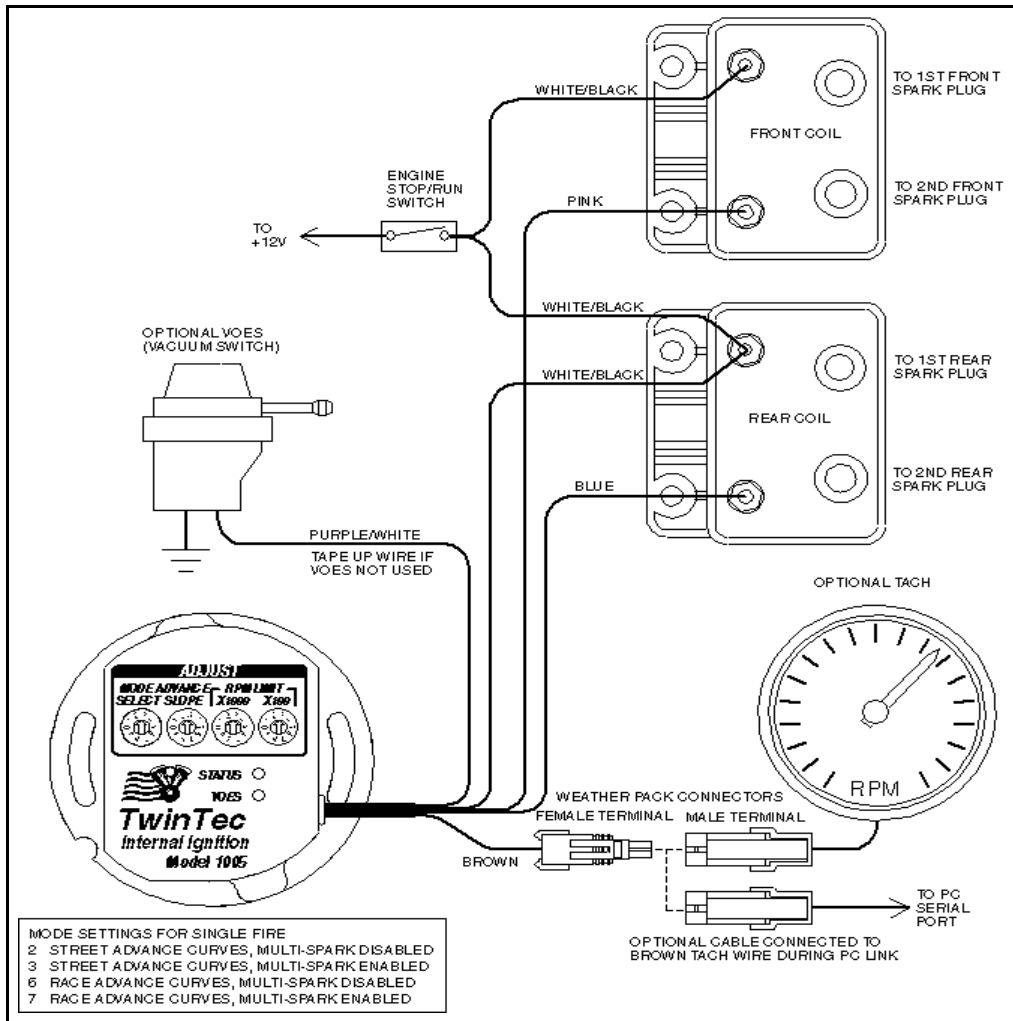 WHITE/BLACK
TO 1ST FRONT
SPARK PLUG
FRONT COIL
ENGINE
STOP/RUN
SWITCH
TO 2ND FRONT
SPARK PLUG
PINK
TO
+12V
WHITE/BLACK
OPTIONAL VOES
(VACUUM SWITCH)
TO 1ST REAR
SPARK PLUG
WHITE/BLACK
REAR COIL
TO 2ND REAR
SPARK PLUG
BLUE
PURPLE/WHITE
TAPE UP WIRE IF
VOES NOT USED
OPTIONAL TACH
RPM
ADJUST
MODE ADVANCE RPM LIMIT
SELECT SLOPE X1000 X100
STATUS
VOES
TwinTec
Internal Ignition
Model 1005
WEATHER PACK CONNECTORS
FEMALE TERMINAL MALE TERMINAL
BROWN
TO PC
SERIAL
PORT
OPTIONAL CABLE CONNECTED TO
BROWN TACH WIRE DURING PC LINK
MODE SETTINGS FOR SINGLE FIRE
2 STREET ADVANCE CURVES, MULTI-SPARK DISABLED
3 STREET ADVANCE CURVES, MULTI-SPARK ENABLED
6 RACE ADVANCE CURVES, MULTI-SPARK DISABLED
7 RACE ADVANCE CURVES, MULTI-SPARK ENABLED